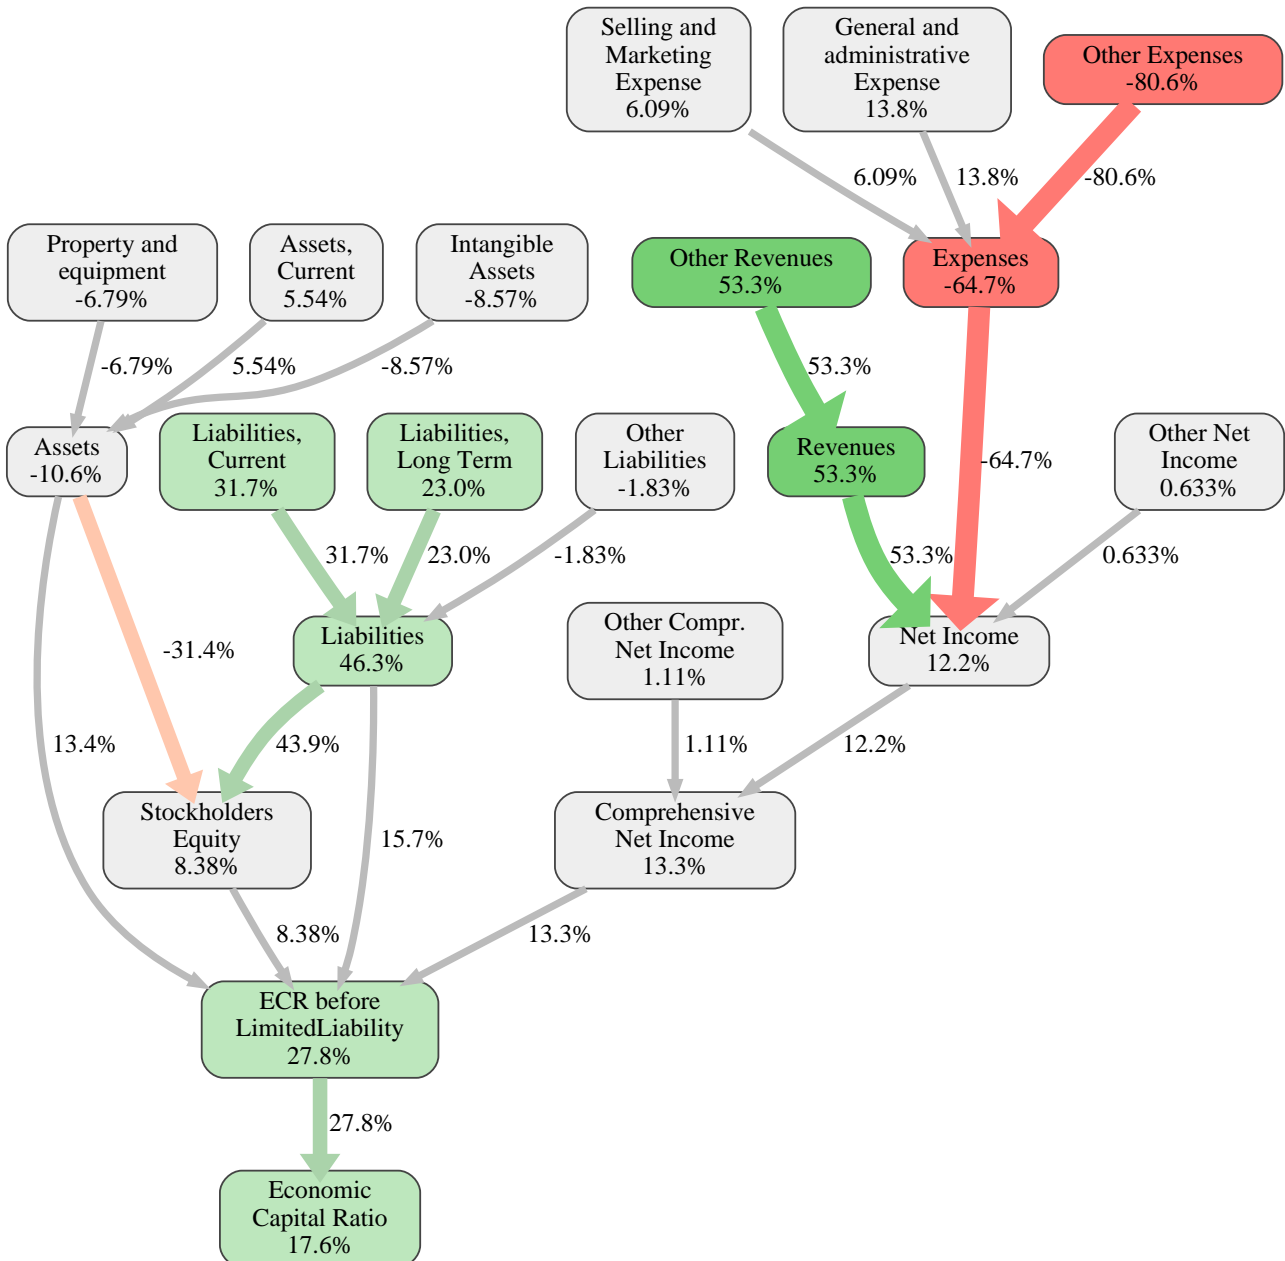 Selling and
Marketing
Expense
6.09%
General and
administrative
Expense
13.8%
Other Expenses
-80.6%
6.09%
13.8%
-80.6%
Property and
equipment
-6.79%
Assets,
Current
5.54%
Intangible
Assets
-8.57%
Other Revenues
53.3%
Expenses
-64.7%
-6.79%
5.54%
-8.57%
53.3%
-64.7%
Assets
-10.6%
Liabilities,
Current
31.7%
Liabilities,
Long Term
23.0%
Other
Liabilities
-1.83%
Revenues
53.3%
Other Net
Income
0.633%
31.7%
23.0%
-1.83%
53.3%
0.633%
-31.4%
Liabilities
46.3%
Other Compr.
Net Income
1.11%
Net Income
12.2%
13.4%
43.9%
15.7%
1.11%
12.2%
Stockholders
Equity
8.38%
Comprehensive
Net Income
13.3%
8.38%
13.3%
ECR before
LimitedLiability
27.8%
27.8%
Economic
Capital Ratio
17.6%